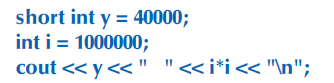 short int y = 40000;
int i = 1000000;
cout << y << "   " << i*i << "\n";